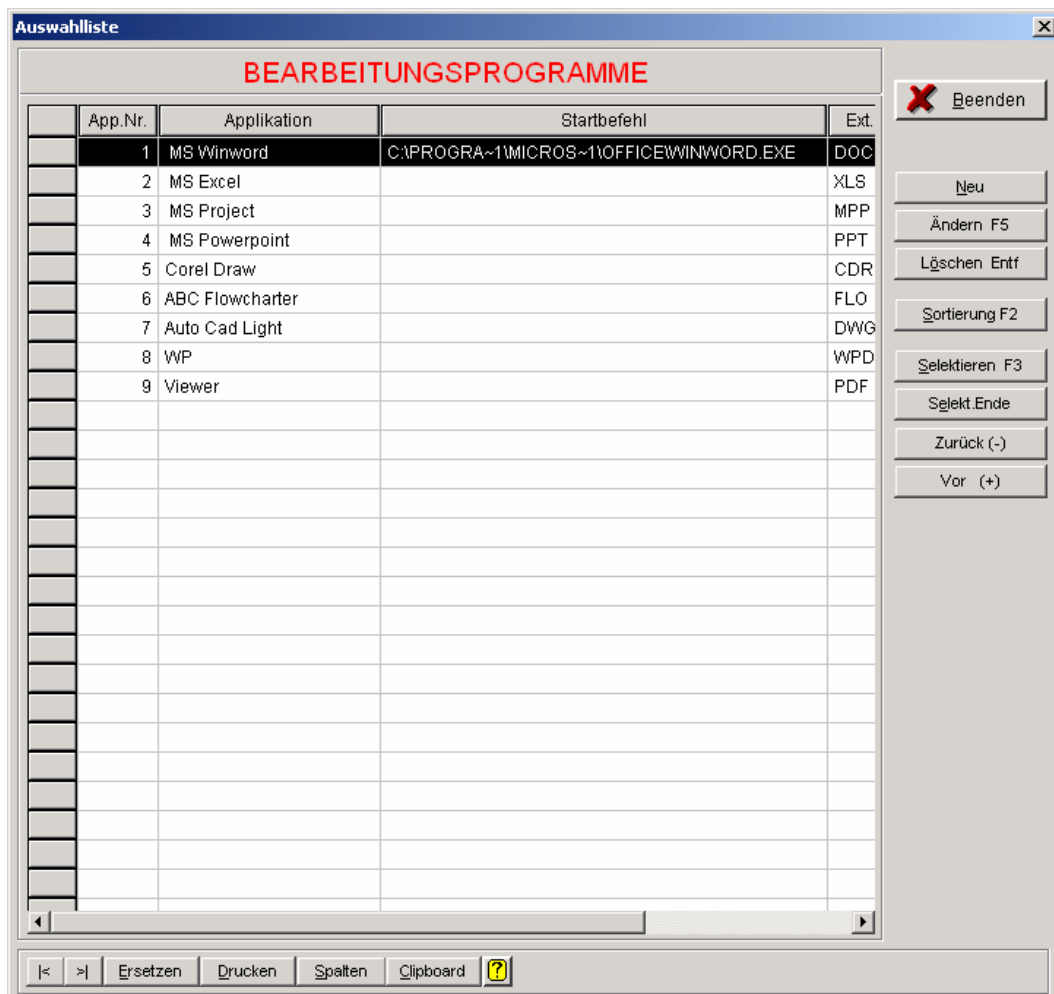 Auswahlliste
BEARBEITUNGSPROGRAMME
App.Nr. Applikation Startbefehl Ext.
1 MS Winword C:\PROGRA~1\MICROS~1\OFFICE\WINWORD.EXE DOC
2 MS Excel XLS
3 MS Project MPP
4 MS Powerpoint PPT
5 Corel Draw CDR
6 ABC Flowcharter FLO
7 Auto Cad Light DWG
8 WP WPD
9 Viewer PDF
Beenden
Neu
Ändern F5
Löschen Entf
Sortierung F2
Selektieren F3
Selekt.Ende
Zurück (-)
Vor (+)
|< >| Ersetzen Drucken Spalten Clipboard ?